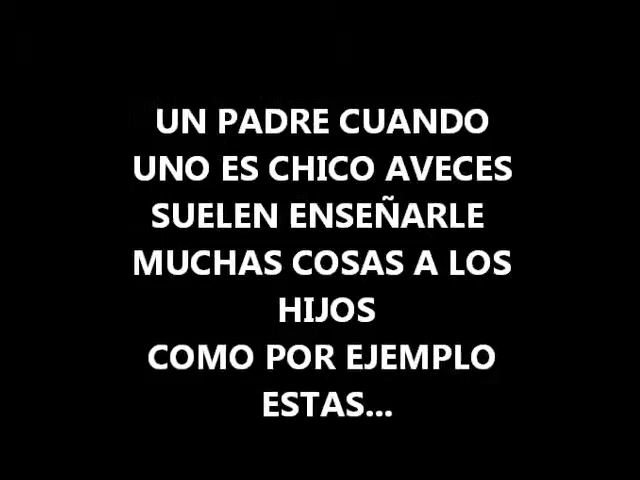 UN PADRE CUANDO
UNO ES CHICO AVECES
SUELEN ENSEÑARLE
MUCHAS COSAS A LOS
HIJOS
COMO POR EJEMPLO
ESTAS...